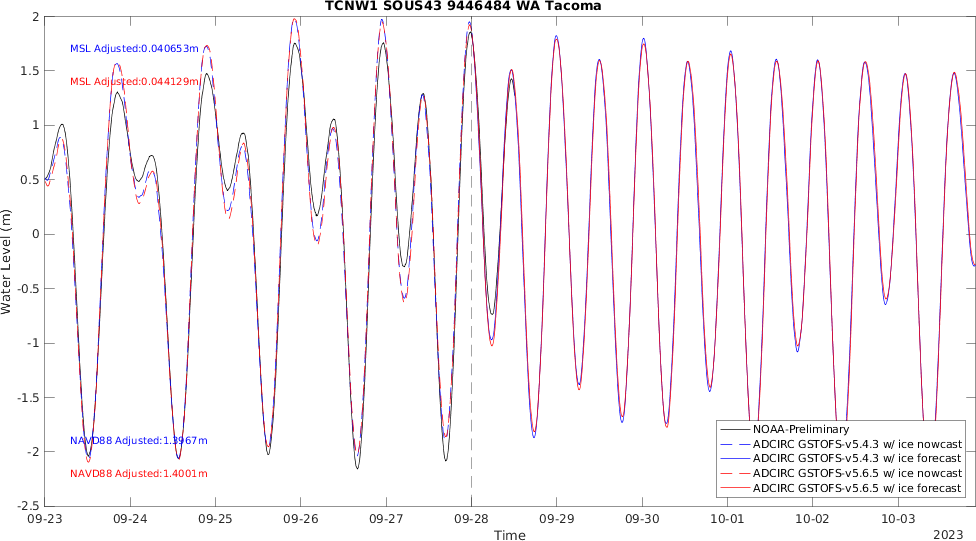 TCNW1 SOUS43 9446484 WA Tacoma
2
1.5
1
0.5
0
-0.5
-1
-1.5
-2
-2.5
Water Level (m)
MSL Adjusted:0.040653m
MSL Adjusted:0.044129m
NAVD88 Adjusted:1.3967m
NAVD88 Adjusted:1.4001m
NOAA-Preliminary
ADCIRC GSTOFS-v5.4.3 w/ ice nowcast
ADCIRC GSTOFS-v5.4.3 w/ ice forecast
ADCIRC GSTOFS-v5.6.5 w/ ice nowcast
ADCIRC GSTOFS-v5.6.5 w/ ice forecast
09-23 09-24 09-25 09-26 09-27 09-28 09-29 09-30 10-01 10-02 10-03
Time
2023